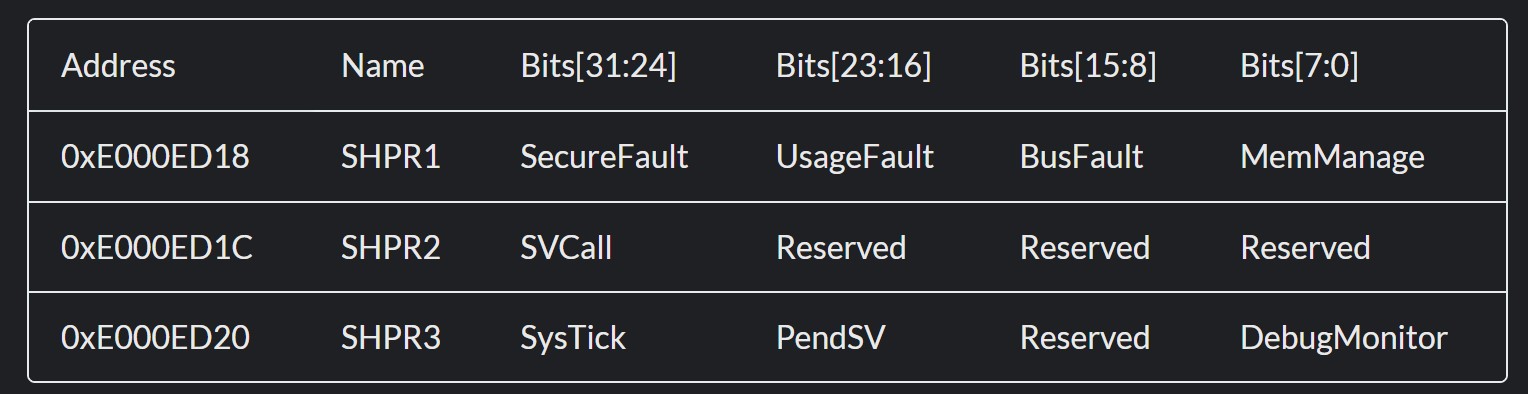 Address Name Bits[31:24] Bits[23:16] Bits[15:8] Bits[7:0]
0xE000ED18 SHPR1 SecureFault UsageFault BusFault MemManage
0xE000ED1C SHPR2 SVCall Reserved Reserved Reserved
0xE000ED20 SHPR3 SysTick PendSV Reserved DebugMonitor